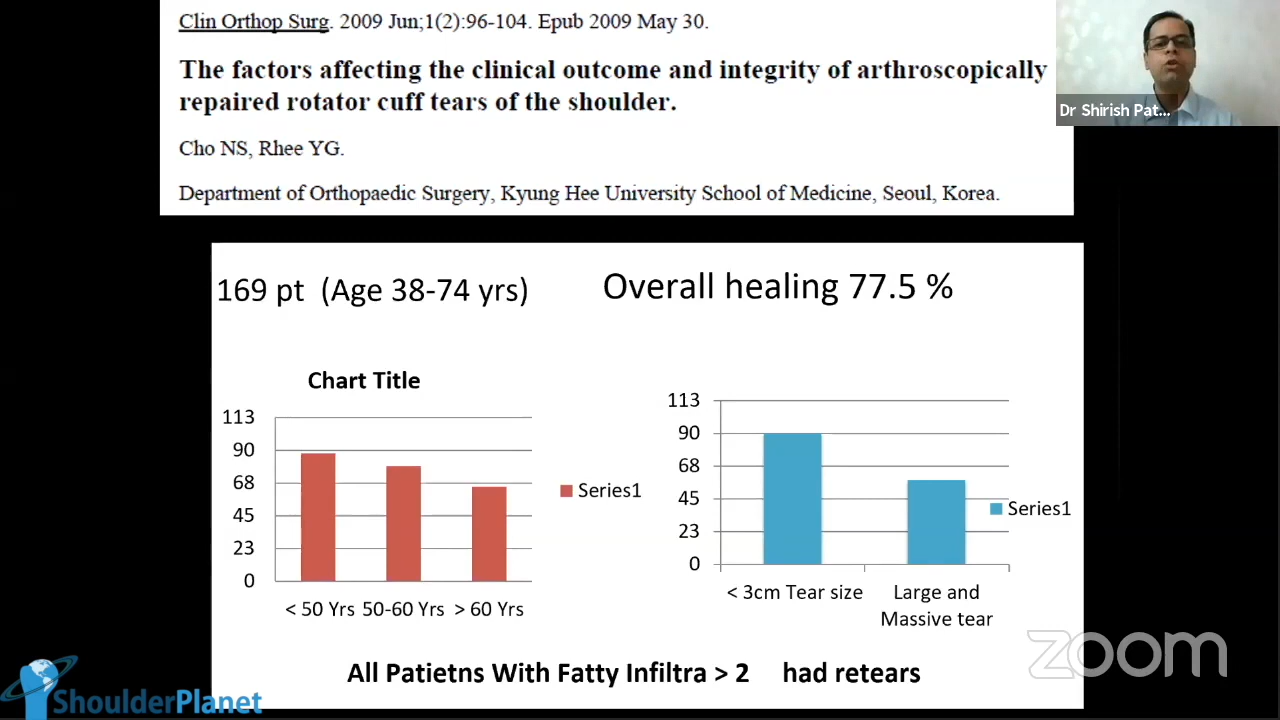 Clin Orthop Surg. 2009 Jun;1(2):96-104. Epub 2009 May 30.
The factors affecting the clinical outcome and integrity of arthroscopically
repaired rotator cuff tears of the shoulder.
Cho NS, Rhee YG.
Department of Orthopaedic Surgery, Kyung Hee University School of Medicine, Seoul, Korea.
Dr Shirish Pat...
169 pt (Age 38-74 yrs)
Overall healing 77.5 %
Chart Title
113
90
68
45
23
0
< 50 Yrs 50-60 Yrs > 60 Yrs
Series1
113
90
68
45
23
0
< 3cm Tear size
Large and
Massive tear
Series1
All Patietns With Fatty Infiltra > 2 had retears
zoom
ShoulderPlanet